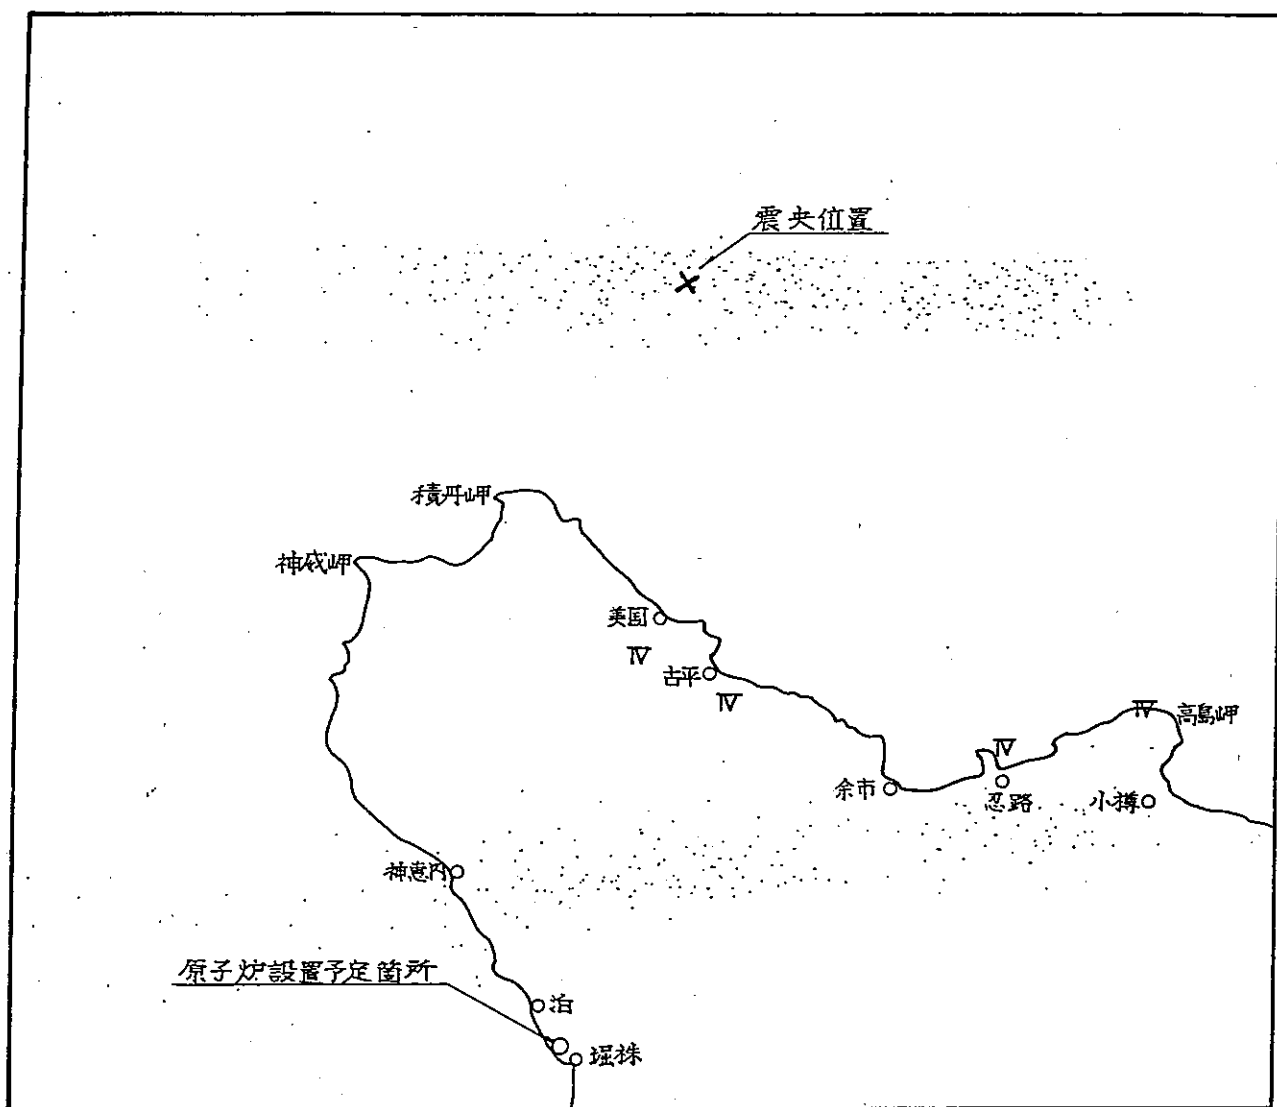 震央位置
積丹岬
神威岬
美国
Ⅳ
古平
Ⅳ
Ⅳ
高島岬
Ⅳ
余市
忍路
小樽
神恵内
原子炉設置予定箇所
泊
堀株